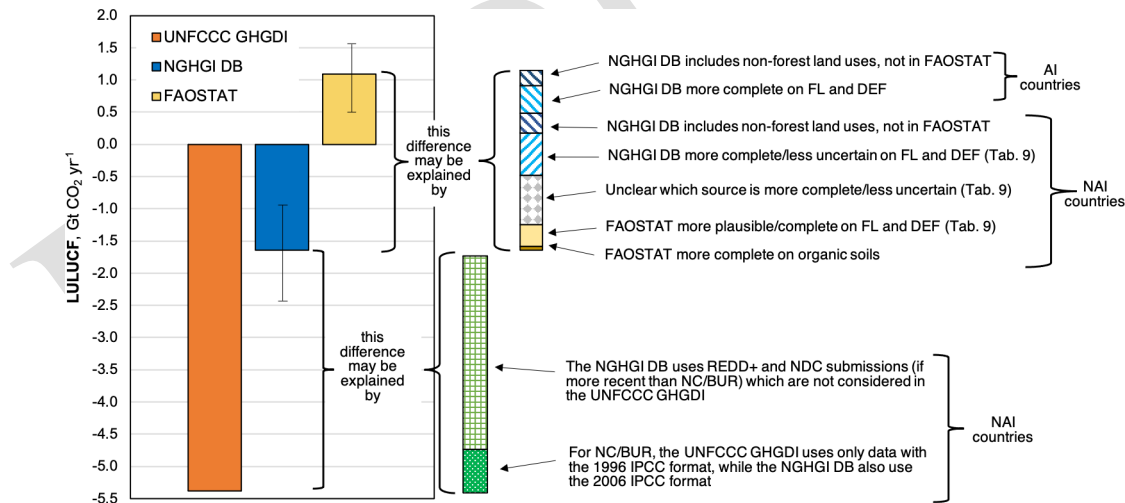 2.0
1.5
1.0
0.5
0.0
-0.5
-1.0
-1.5
-2.0
-2.5
-3.0
-3.5
-4.0
-4.5
-5.0
-5.5
LULUCF, Gt CO₂ yr⁻¹
UNFCCC GHGDI
NGHGI DB
FAOSTAT
this
difference
may be
explained
by
NGHGI DB includes non-forest land uses, not in FAOSTAT
NGHGI DB more complete on FL and DEF
AI
countries
NGHGI DB includes non-forest land uses, not in FAOSTAT
NGHGI DB more complete/less uncertain on FL and DEF (Tab. 9)
Unclear which source is more complete/less uncertain (Tab. 9)
FAOSTAT more plausible/complete on FL and DEF (Tab. 9)
FAOSTAT more complete on organic soils
NAI
countries
this
difference
may be
explained
by
The NGHGI DB uses REDD+ and NDC submissions (if
more recent than NC/BUR) which are not considered in
the UNFCCC GHGDI
For NC/BUR, the UNFCCC GHGDI uses only data with
the 1996 IPCC format, while the NGHGI DB also use
the 2006 IPCC format
NAI
countries